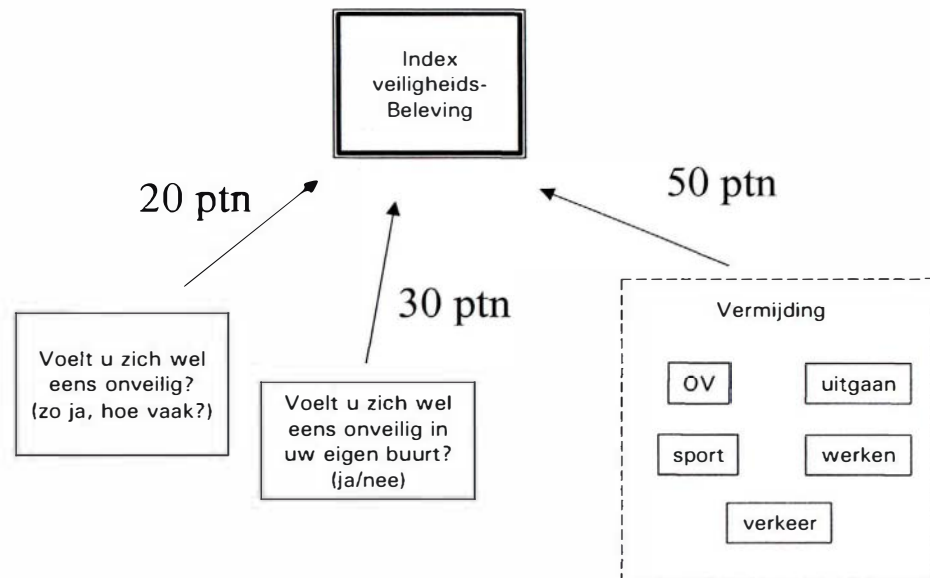 Index
veiligheids-
Beleving
20 ptn
50 ptn
30 ptn
Voelt u zich wel
eens onveilig?
(zo ja, hoe vaak?)
Voelt u zich wel
eens onveilig in
uw eigen buurt?
(ja/nee)
Vermijding
OV
uitgaan
sport
werken
verkeer